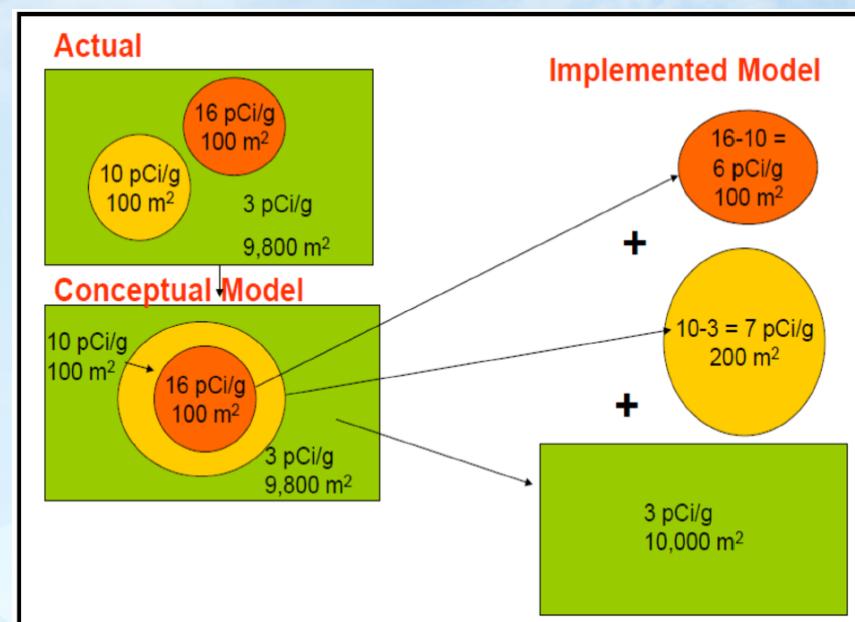 Actual
16 pCi/g
100 m²
10 pCi/g
100 m²
3 pCi/g
9,800 m²
Conceptual Model
10 pCi/g
100 m²
16 pCi/g
100 m²
3 pCi/g
9,800 m²
Implemented Model
16-10 =
6 pCi/g
100 m²
+
10-3 = 7 pCi/g
200 m²
+
3 pCi/g
10,000 m²